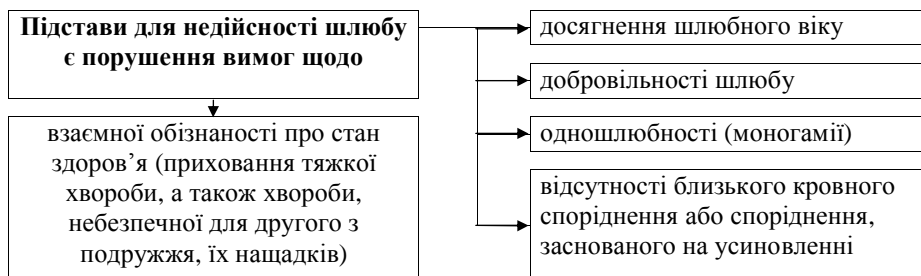 Підстави для недійсності шлюбу
є порушення вимог щодо
взаємної обізнаності про стан
здоров’я (приховання тяжкої
хвороби, а також хвороби,
небезпечної для другого з
подружжя, їх нащадків)
досягнення шлюбного віку
добровільності шлюбу
одношлюбності (моногамії)
відсутності близького кровного
споріднення або споріднення,
заснованого на усиновленні